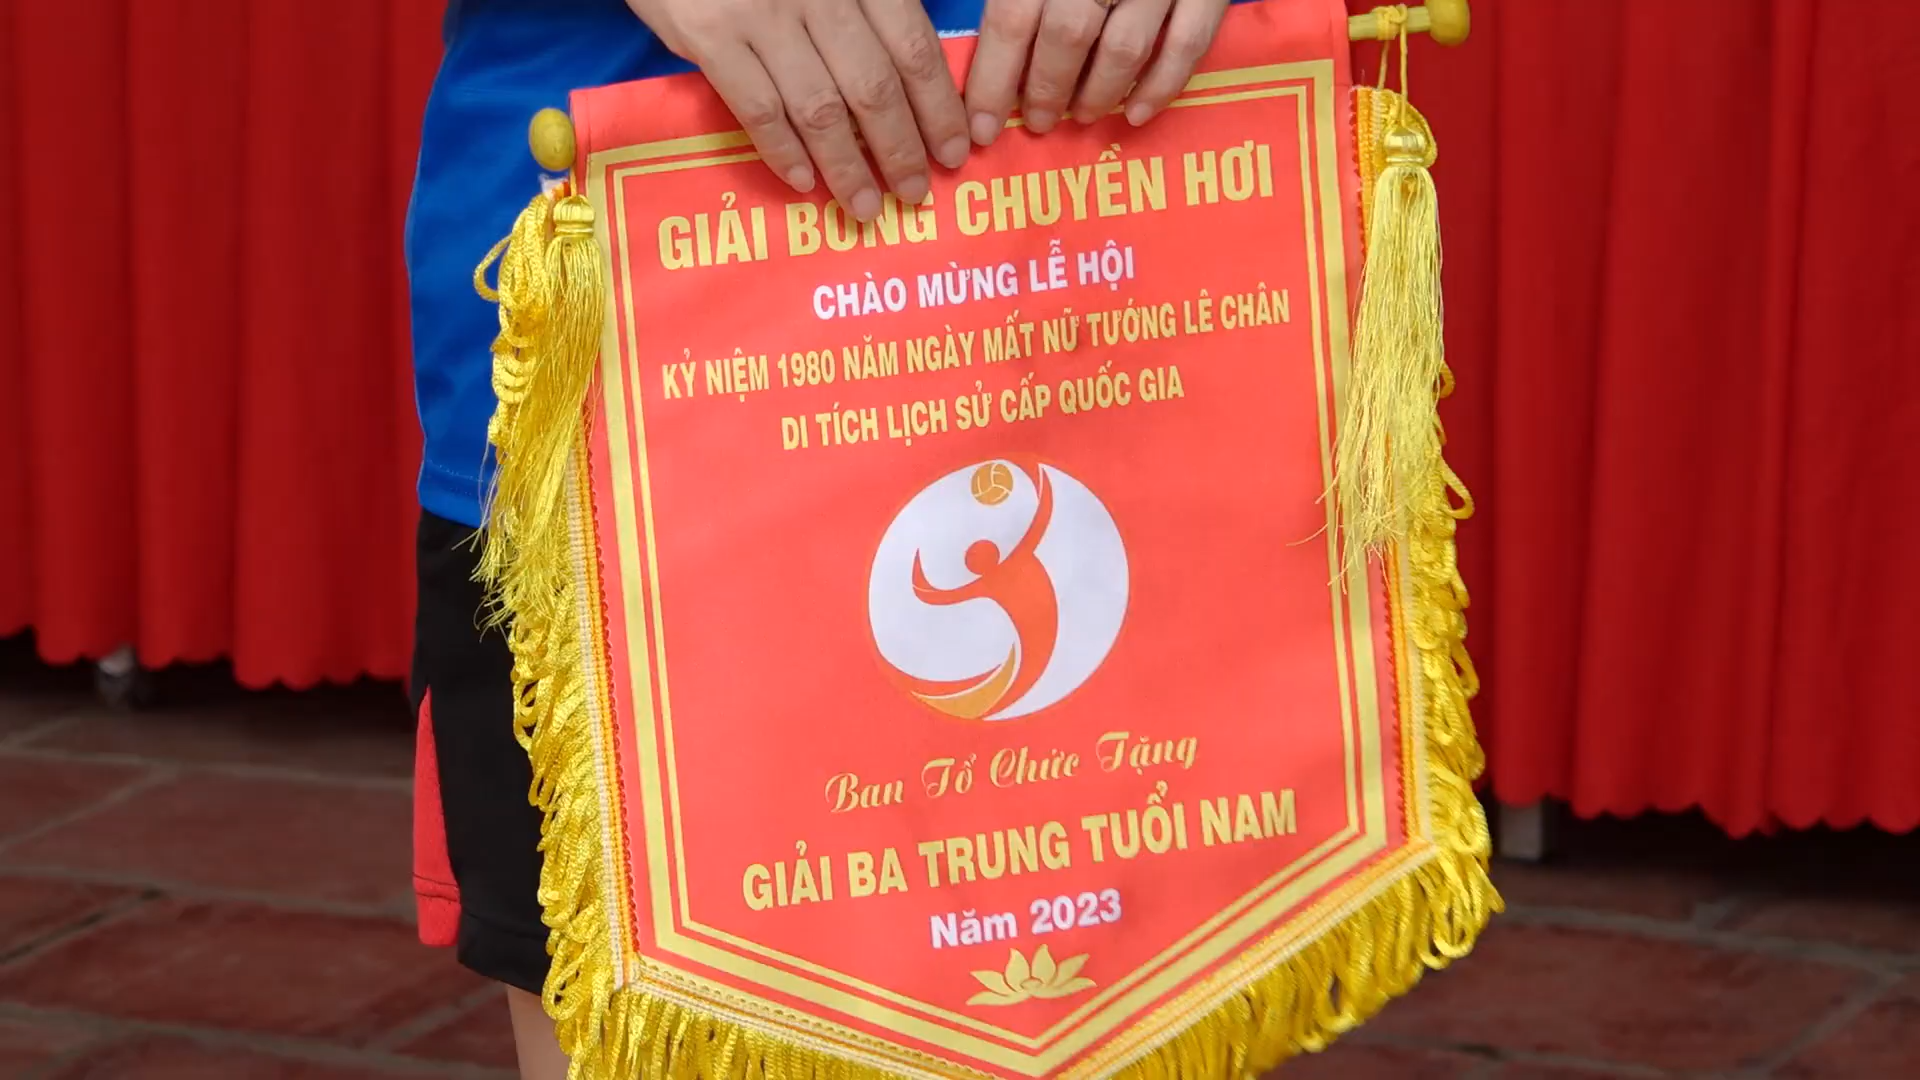 GIẢI BÓNG CHUYỀN HƠI
CHÀO MỪNG LỄ HỘI
KỶ NIỆM 1980 NĂM NGÀY MẤT NỮ TƯỚNG LÊ CHÂN
DI TÍCH LỊCH SỬ CẤP QUỐC GIA
Ban Tổ Chức Tặng
GIẢI BA TRUNG TUỔI NAM
Năm 2023